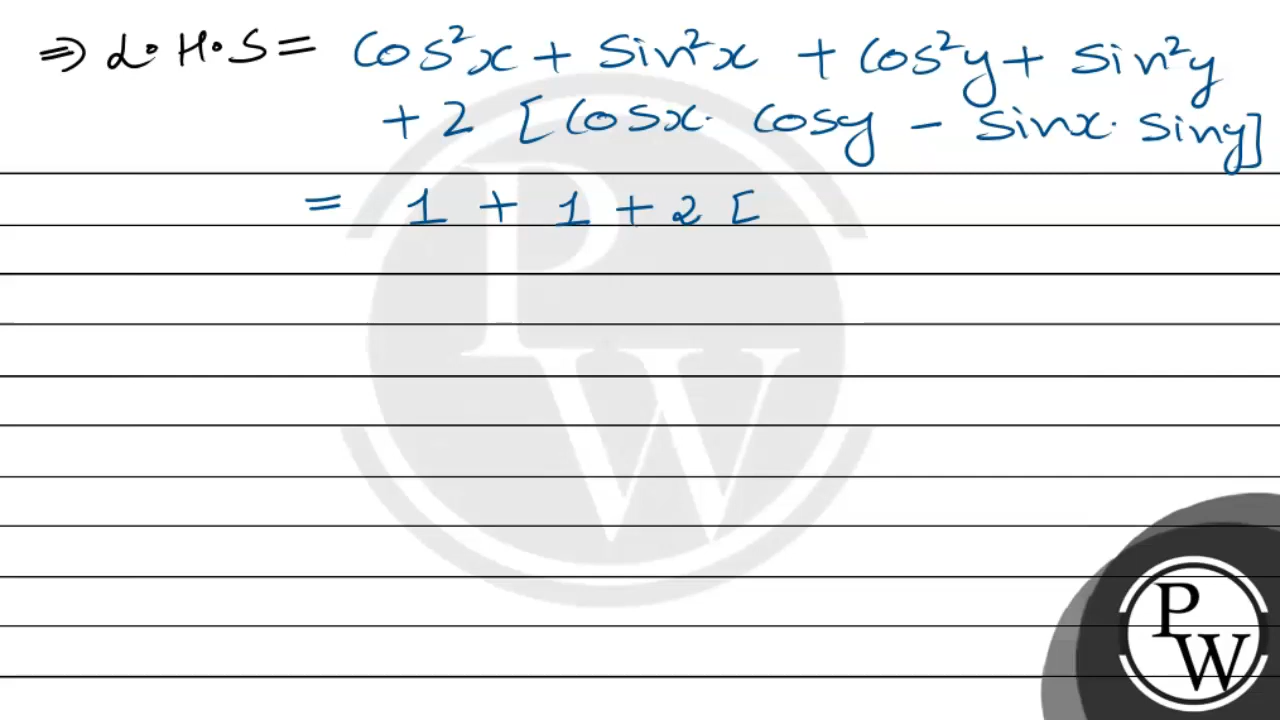 ⇒ L.H.S = cos²x + sin²x + cos²y + sin²y
+ 2 [cosx. cosy - sinx. siny]
= 1 + 1 + 2 [
P
W
P
W